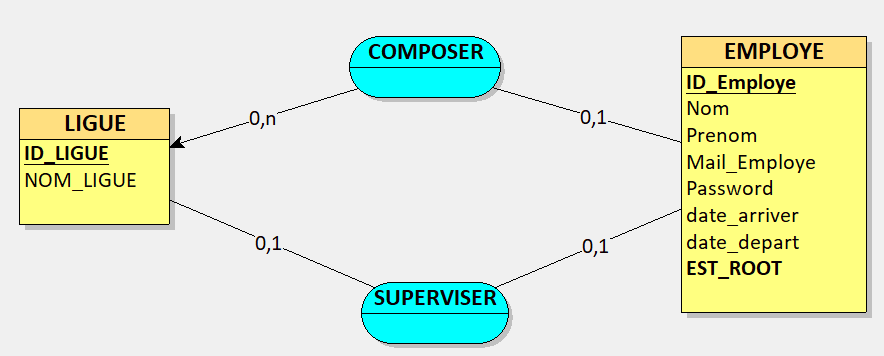 COMPOSER
0,n
0,1
LIGUE
ID_LIGUE
NOM_LIGUE
EMPLOYE
ID_Employe
Nom
Prenom
Mail_Employe
Password
date_arriver
date_depart
EST_ROOT
0,1
0,1
SUPERVISER